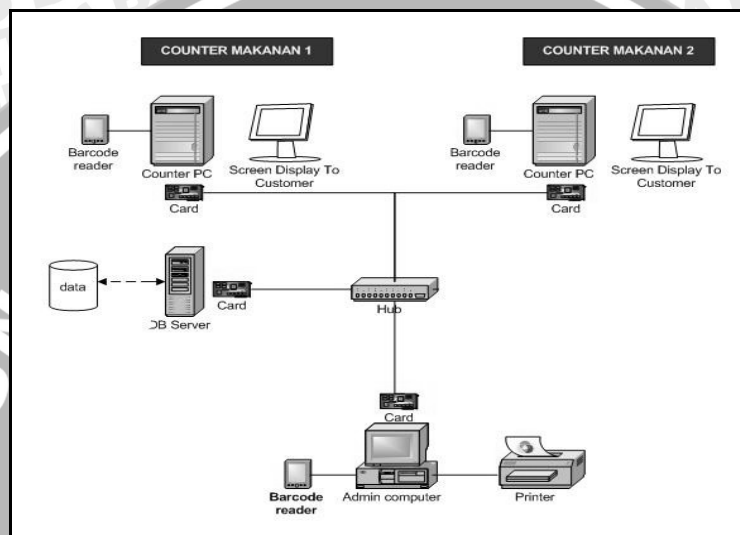 COUNTER MAKANAN 1
COUNTER MAKANAN 2
Barcode
reader
Counter PC
Screen Display To
Customer
Card
Barcode
reader
Counter PC
Screen Display To
Customer
Card
data
DB Server
Card
Hub
Card
Barcode
reader
Admin computer
Printer